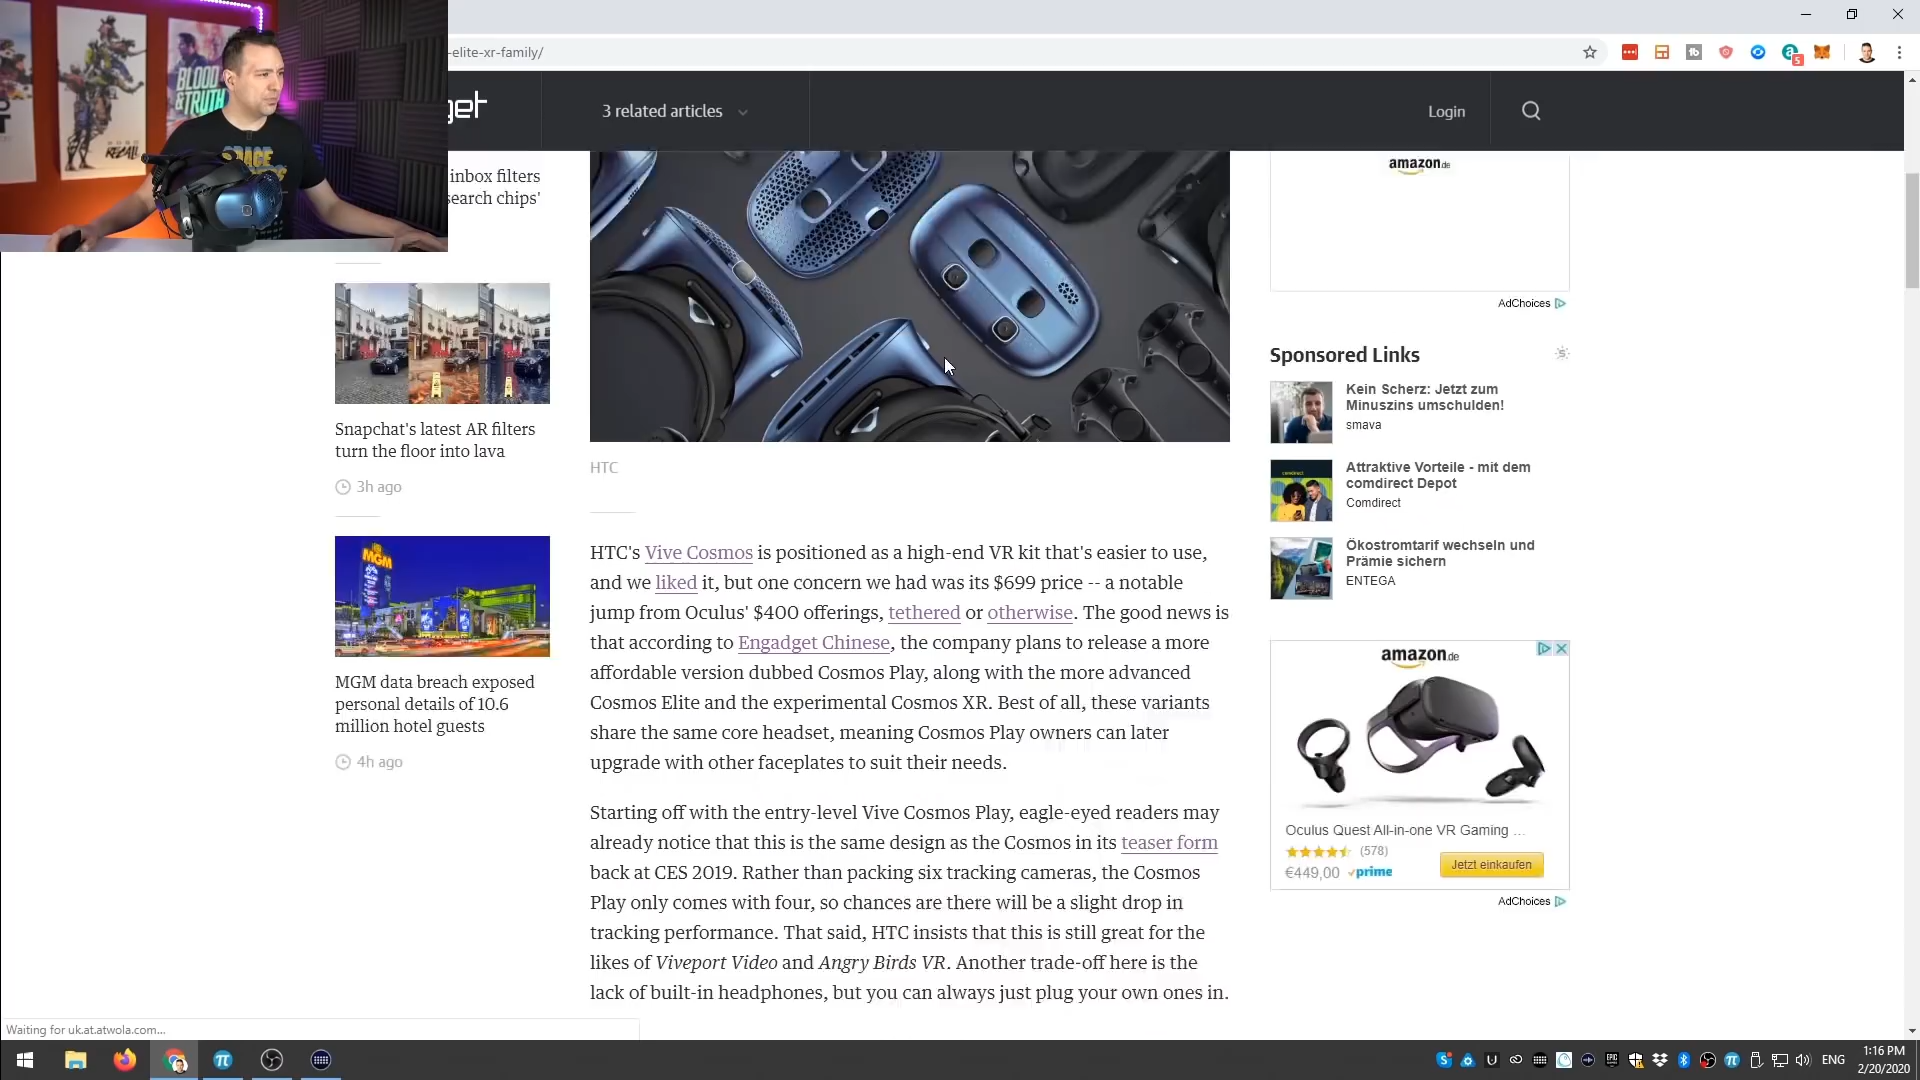 BLOOD
& TRUTH
RECALL
SPACE
-elite-xr-family/
5
get
3 related articles
Login
inbox filters
search chips'
Snapchat's latest AR filters
turn the floor into lava
3h ago
MGM
MGM data breach exposed
personal details of 10.6
million hotel guests
4h ago
HTC
HTC's Vive Cosmos is positioned as a high-end VR kit that's easier to use,
and we liked it, but one concern we had was its $699 price -- a notable
jump from Oculus' $400 offerings, tethered or otherwise. The good news is
that according to Engadget Chinese, the company plans to release a more
affordable version dubbed Cosmos Play, along with the more advanced
Cosmos Elite and the experimental Cosmos XR. Best of all, these variants
share the same core headset, meaning Cosmos Play owners can later
upgrade with other faceplates to suit their needs.
Starting off with the entry-level Vive Cosmos Play, eagle-eyed readers may
already notice that this is the same design as the Cosmos in its teaser form
back at CES 2019. Rather than packing six tracking cameras, the Cosmos
Play only comes with four, so chances are there will be a slight drop in
tracking performance. That said, HTC insists that this is still great for the
likes of Viveport Video and Angry Birds VR. Another trade-off here is the
lack of built-in headphones, but you can always just plug your own ones in.
amazon.de
AdChoices
Sponsored Links
Kein Scherz: Jetzt zum
Minuszins umschulden!
smava
Attraktive Vorteile - mit dem
comdirect Depot
Comdirect
Ökostromtarif wechseln und
Prämie sichern
ENTEGA
amazon.de
Oculus Quest All-in-one VR Gaming ...
(578)
€449,00 prime
Jetzt einkaufen
AdChoices
Waiting for uk.at.atwola.com...
ENG
1:16 PM
2/20/2020